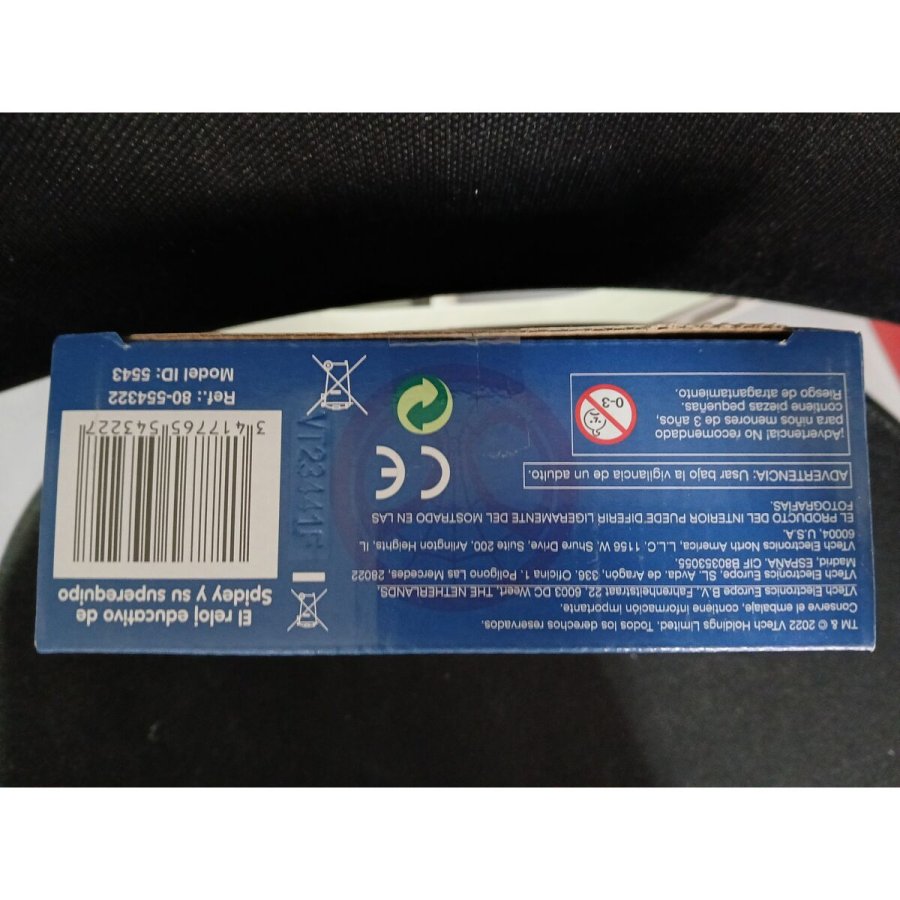 TM & © 2022 VTech Holdings Limited. Todos los derechos reservados.
Conserve el embalaje, contiene información importante.
VTech Electronics Europe B.V. Fahrenheitstraat 22, 6003 DC Weert, THE NETHERLANDS.
VTech Electronics Europe, SL. Avda. de Aragón, 336. Oficina 1. Polígono Las Mercedes, 28022
Madrid. ESPAÑA. CIF B80353055.
VTech Electronics North America, L.L.C. 1156 W. Shure Drive, Suite 200. Arlington Heights, IL
60004, U.S.A.
EL PRODUCTO DEL INTERIOR PUEDE DIFERIR LIGERAMENTE DEL MOSTRADO EN LAS
FOTOGRAFÍAS.
ADVERTENCIA: Usar bajo la vigilancia de un adulto.
0-3
¡Advertencia! No recomendado
para niños menores de 3 años
contiene piezas pequeñas.
Riesgo de atragantamiento.
CE
El reloj educativo de
Spidey y su superequipo
3 417765 543227
Ref.: 80-554322
Model ID: 5543